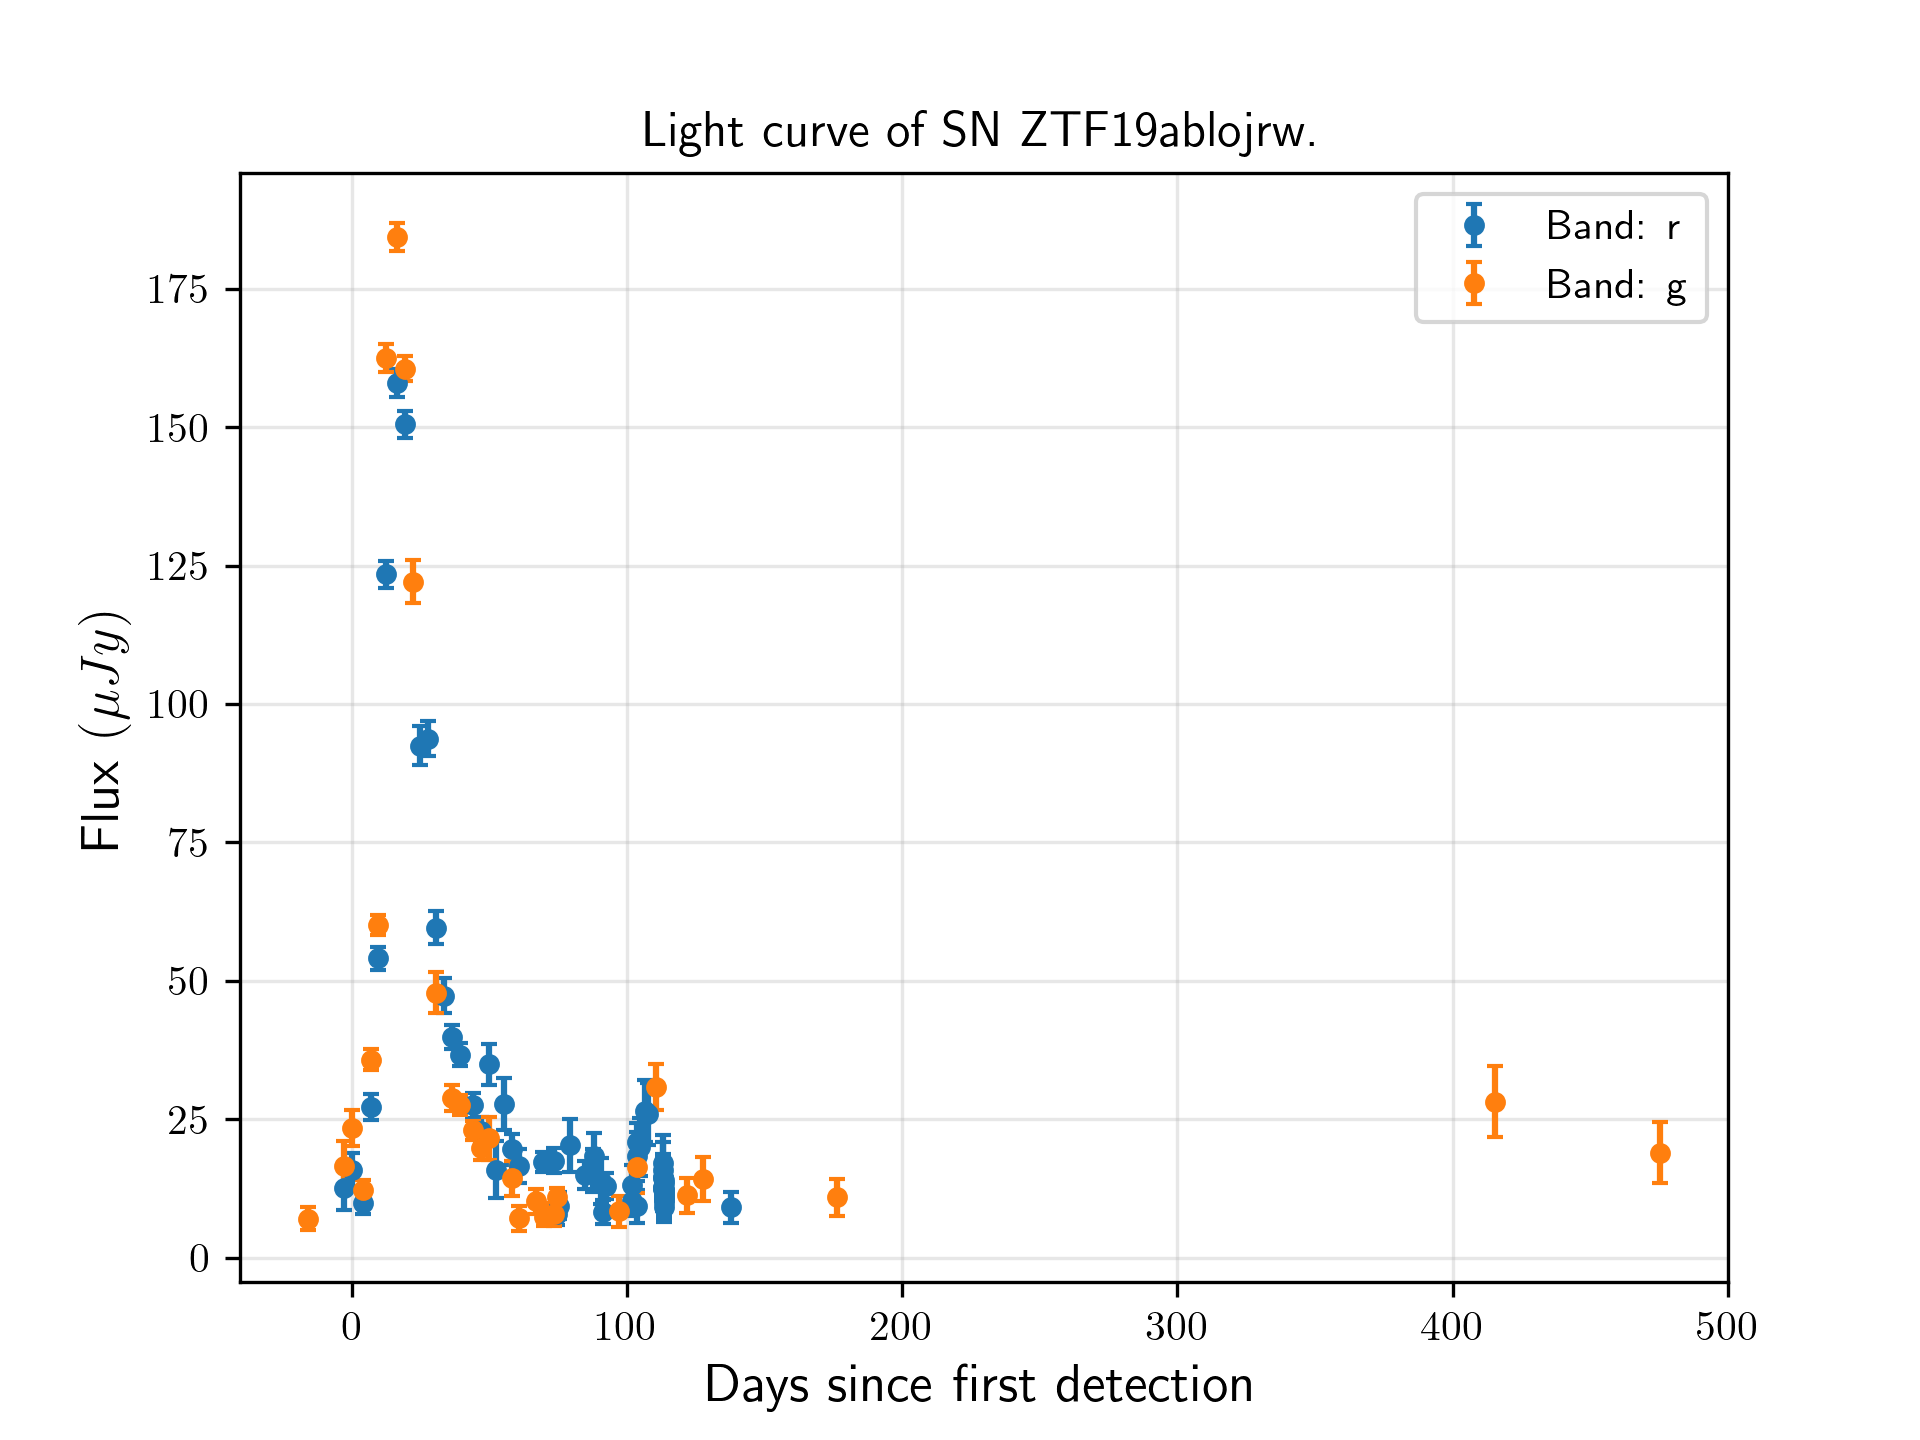 Light curve of SN ZTF19ablojrw.
Band: r
Band: g
175
150
125
100
75
50
25
0
Flux (μJy)
0 100 200 300 400 500
Days since first detection